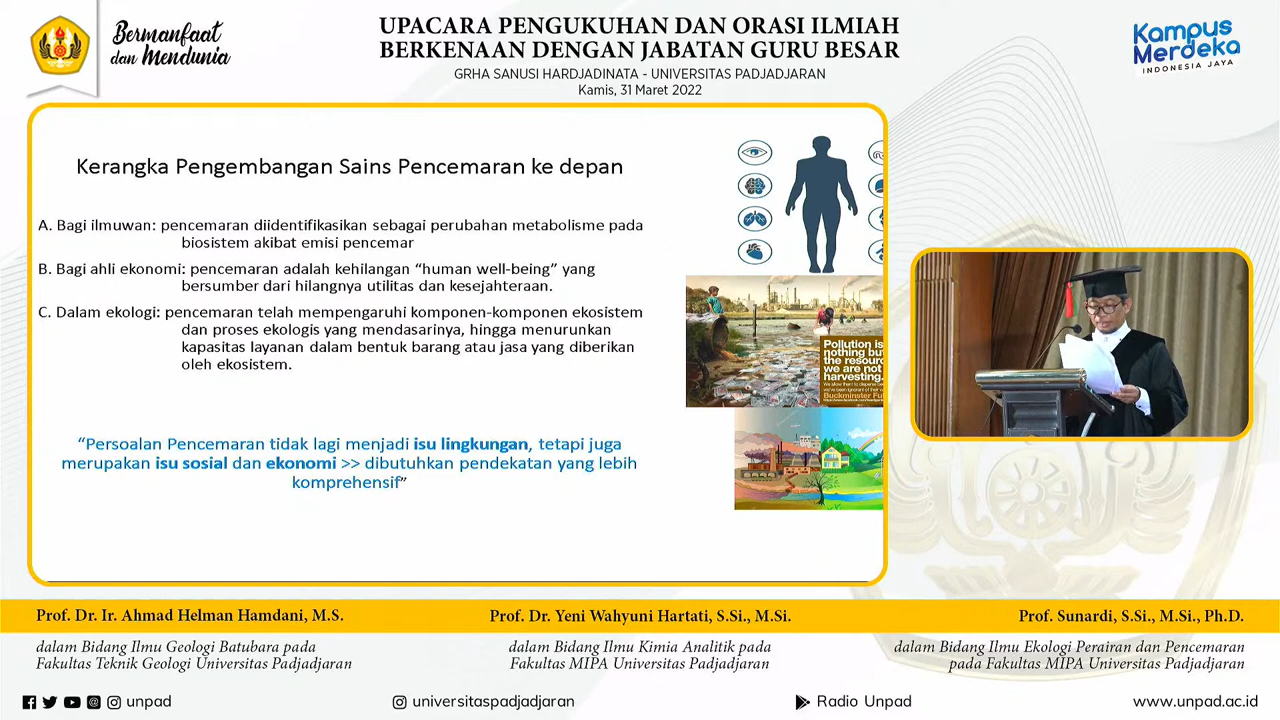 Bermanfaat
dan Mendunia
UPACARA PENGUKUHAN DAN ORASI ILMIAH
BERKENAAN DENGAN JABATAN GURU BESAR
GRHA SANUSI HARDJADINATA - UNIVERSITAS PADJADJARAN
Kamis, 31 Maret 2022
Kampus
Merdeka
INDONESIA JAYA
Kerangka Pengembangan Sains Pencemaran ke depan
A. Bagi ilmuwan: pencemaran diidentifikasikan sebagai perubahan metabolisme pada
biosistem akibat emisi pencemar
B. Bagi ahli ekonomi: pencemaran adalah kehilangan “human well-being” yang
bersumber dari hilangnya utilitas dan kesejahteraan.
C. Dalam ekologi: pencemaran telah mempengaruhi komponen-komponen ekosistem
dan proses ekologis yang mendasarinya, hingga menurunkan
kapasitas layanan dalam bentuk barang atau jasa yang diberikan
oleh ekosistem.
“Persoalan Pencemaran tidak lagi menjadi isu lingkungan, tetapi juga
merupakan isu sosial dan ekonomi >> dibutuhkan pendekatan yang lebih
komprehensif”
Pollution is
nothing but
the resour
we are not
harvesting.
Buckminster Ful
Prof. Dr. Ir. Ahmad Helman Hamdani, M.S.
dalam Bidang Ilmu Geologi Batubara pada
Fakultas Teknik Geologi Universitas Padjadjaran
Prof. Dr. Yeni Wahyuni Hartati, S.Si., M.Si.
dalam Bidang Ilmu Kimia Analitik pada
Fakultas MIPA Universitas Padjadjaran
Prof. Sunardi, S.Si., M.Si., Ph.D.
dalam Bidang Ilmu Ekologi Perairan dan Pencemaran
pada Fakultas MIPA Universitas Padjadjaran
unpad
universitaspadjadjaran
Radio Unpad
www.unpad.ac.id